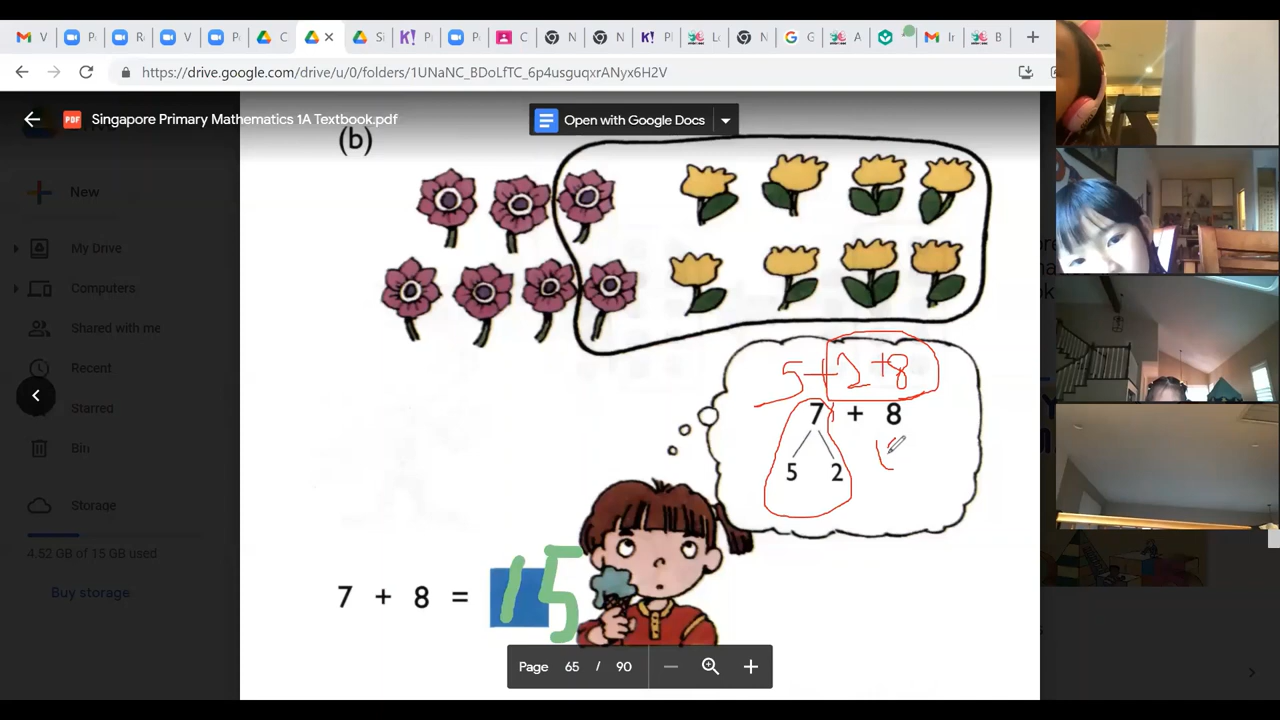 V
P
R
V
P
C
Si
P
C
N
N
P
L
N
G
A
Ir
B
https://drive.google.com/drive/u/0/folders/1UNaNC_BDoLfTC_6p4usguqxrANyx6H2V
Singapore Primary Mathematics 1A Textbook.pdf
Open with Google Docs
New
My Drive
Computers
Shared with me
Recent
Starred
Bin
Storage
4.52 GB of 15 GB used
Buy storage
(b)
5+2+8
7 + 8
5 2
7 + 8 = 15
Page 65 / 90